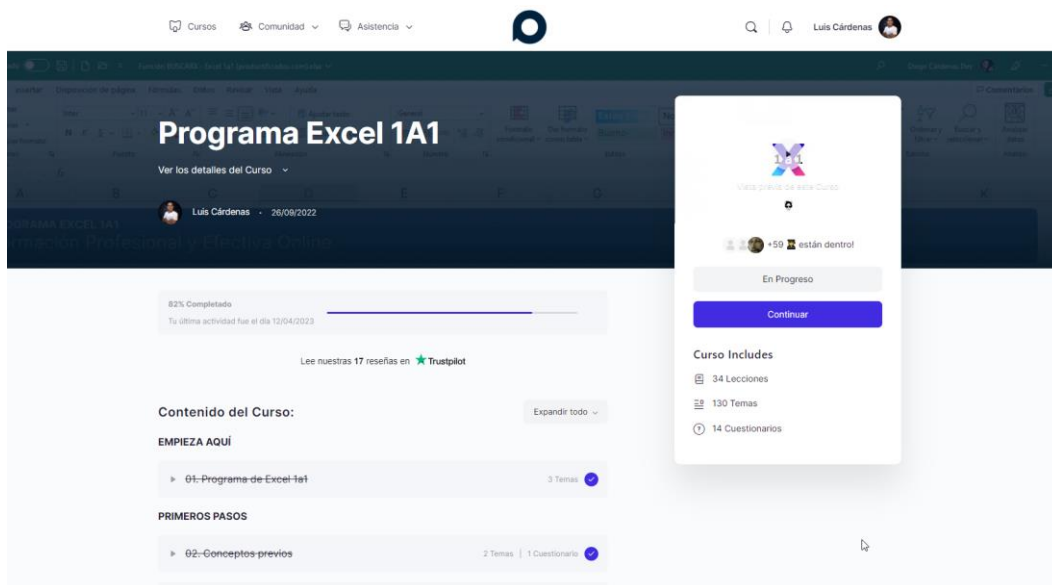 Cursos
Comunidad
Asistencia
Luis Cárdenas
Programa Excel 1A1
Ver los detalles del Curso
Luis Cárdenas · 26/09/2022
1a1
Vista previa de este Curso
+59 están dentro!
En Progreso
Continuar
Curso Includes
34 Lecciones
130 Temas
14 Cuestionarios
82% Completado
Tu última actividad fue el día 12/04/2023
Lee nuestras 17 reseñas en Trustpilot
Contenido del Curso:
Expandir todo
EMPIEZA AQUÍ
01. Programa de Excel 1a1
3 Temas
PRIMEROS PASOS
02. Conceptos previos
2 Temas | 1 Cuestionario